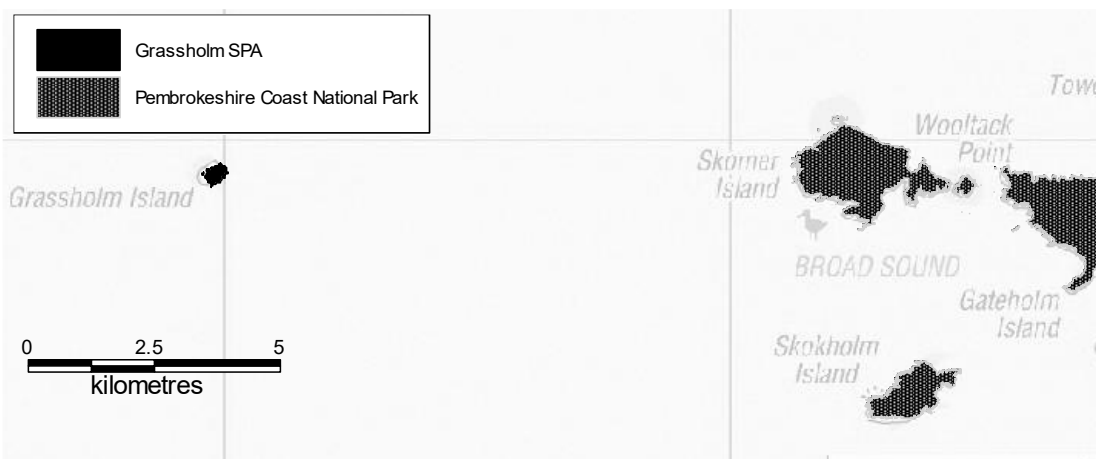 Grassholm SPA
Pembrokeshire Coast National Park
Wooltack
Point
Skomer
Island
Grassholm Island
BROAD SOUND
Gateholm
Island
0 2.5 5
kilometres
Skokholm
Island